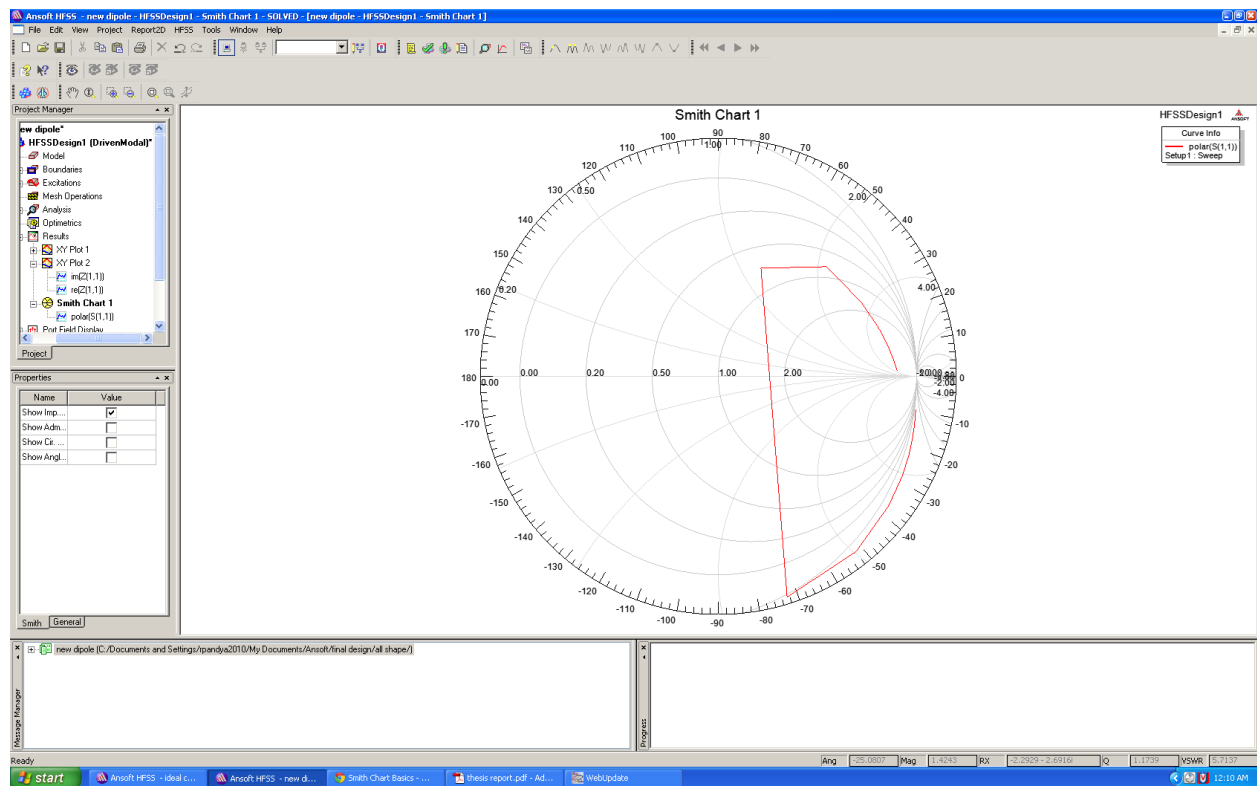 Ansoft HFSS - new dipole - HFSSDesign1 - Smith Chart 1 - SOLVED - [new dipole - HFSSDesign1 - Smith Chart 1]
File Edit View Project Report2D HFSS Tools Window Help
Project Manager
ew dipole*
HFSSDesign1 (DrivenModal)*
Model
Boundaries
Excitations
Mesh Operations
Analysis
Optimetrics
Results
XY Plot 1
XY Plot 2
im(Z(1,1))
re(Z(1,1))
Smith Chart 1
polar(S(1,1))
Port Field Display
Project
Properties
Name Value
Show Imp....
Show Adm...
Show Cir. ...
Show Angl...
Smith General
Smith Chart 1
HFSSDesign1
ANSOFT
Curve Info
polar(S(1,1))
Setup1 : Sweep
90
100 80
1.00
110 70
120 60
130 0.50 2.00 50
140 40
150 30
160 0.20 4.00 20
170 10
180 0.00 0.00 0.20 0.50 1.00 2.00 0
-2.00
-4.00
-170 -10
-160 -20
-150 -30
-140 -40
-130 -50
-120 -60
-110 -70
-100 -80
-90
Message Manager
new dipole (C:/Documents and Settings/rpandya2010/My Documents/Ansoft/final design/all shape/)
Progress
Ready
Ang -25.0807 Mag 1.4243 RX -2.2929 - 2.6916i Q 1.1739 VSWR 5.7137
start
Ansoft HFSS - ideal c...
Ansoft HFSS - new di...
Smith Chart Basics - ...
thesis report.pdf - Ad...
WebUpdate
12:10 AM